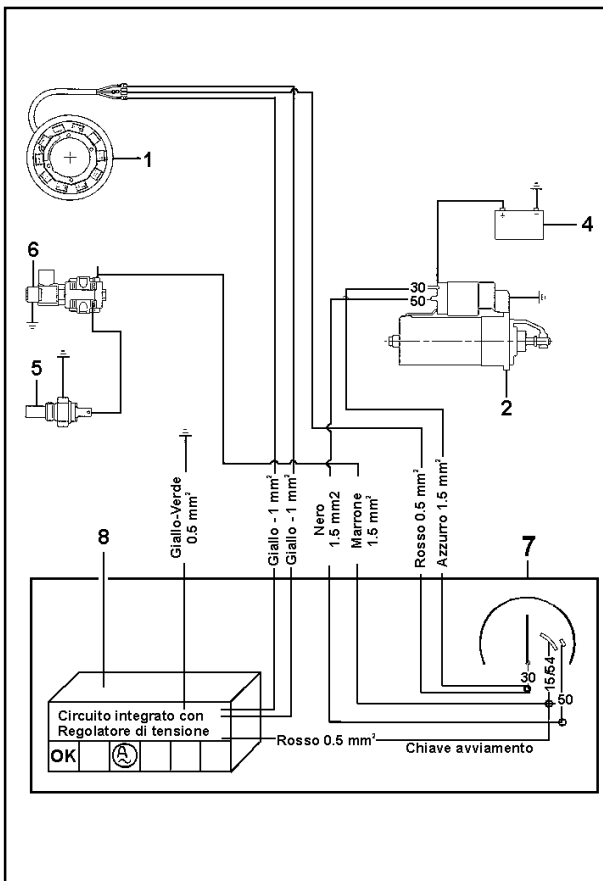 1
6
5
+ −
4
30
50
2
Giallo-Verde
0.5 mm²
Giallo - 1 mm²
Giallo - 1 mm²
Nero
1.5 mm2
Marrone
1.5 mm²
Rosso 0.5 mm²
Azzurro 1.5 mm²
8
7
30
15/54
50
Circuito integrato con
Regolatore di tensione
Rosso 0.5 mm²
Chiave avviamento
OK
A